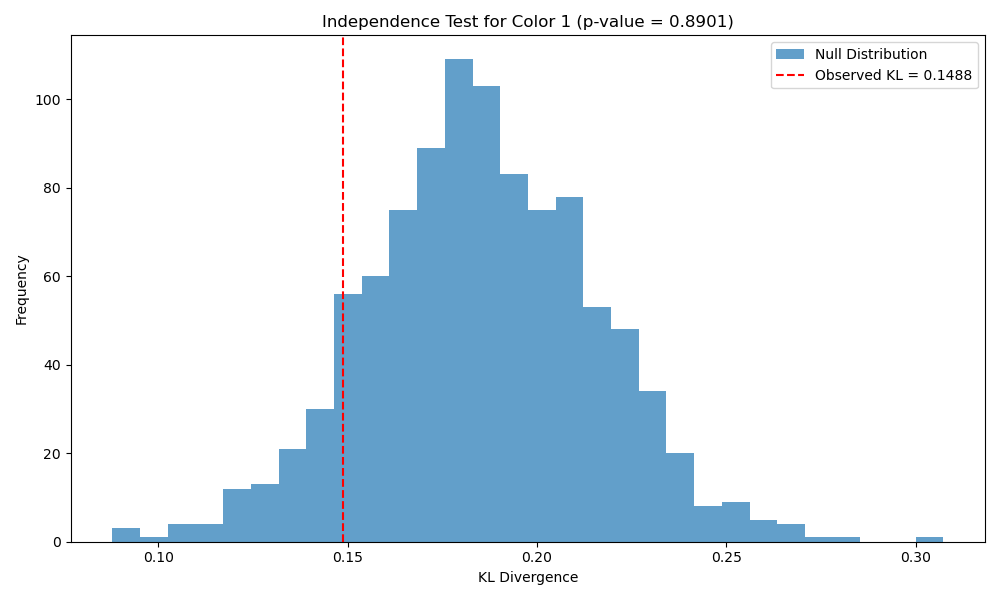 Independence Test for Color 1 (p-value = 0.8901)
Null Distribution
Observed KL = 0.1488
Frequency
100
80
60
40
20
0
0.10 0.15 0.20 0.25 0.30
KL Divergence